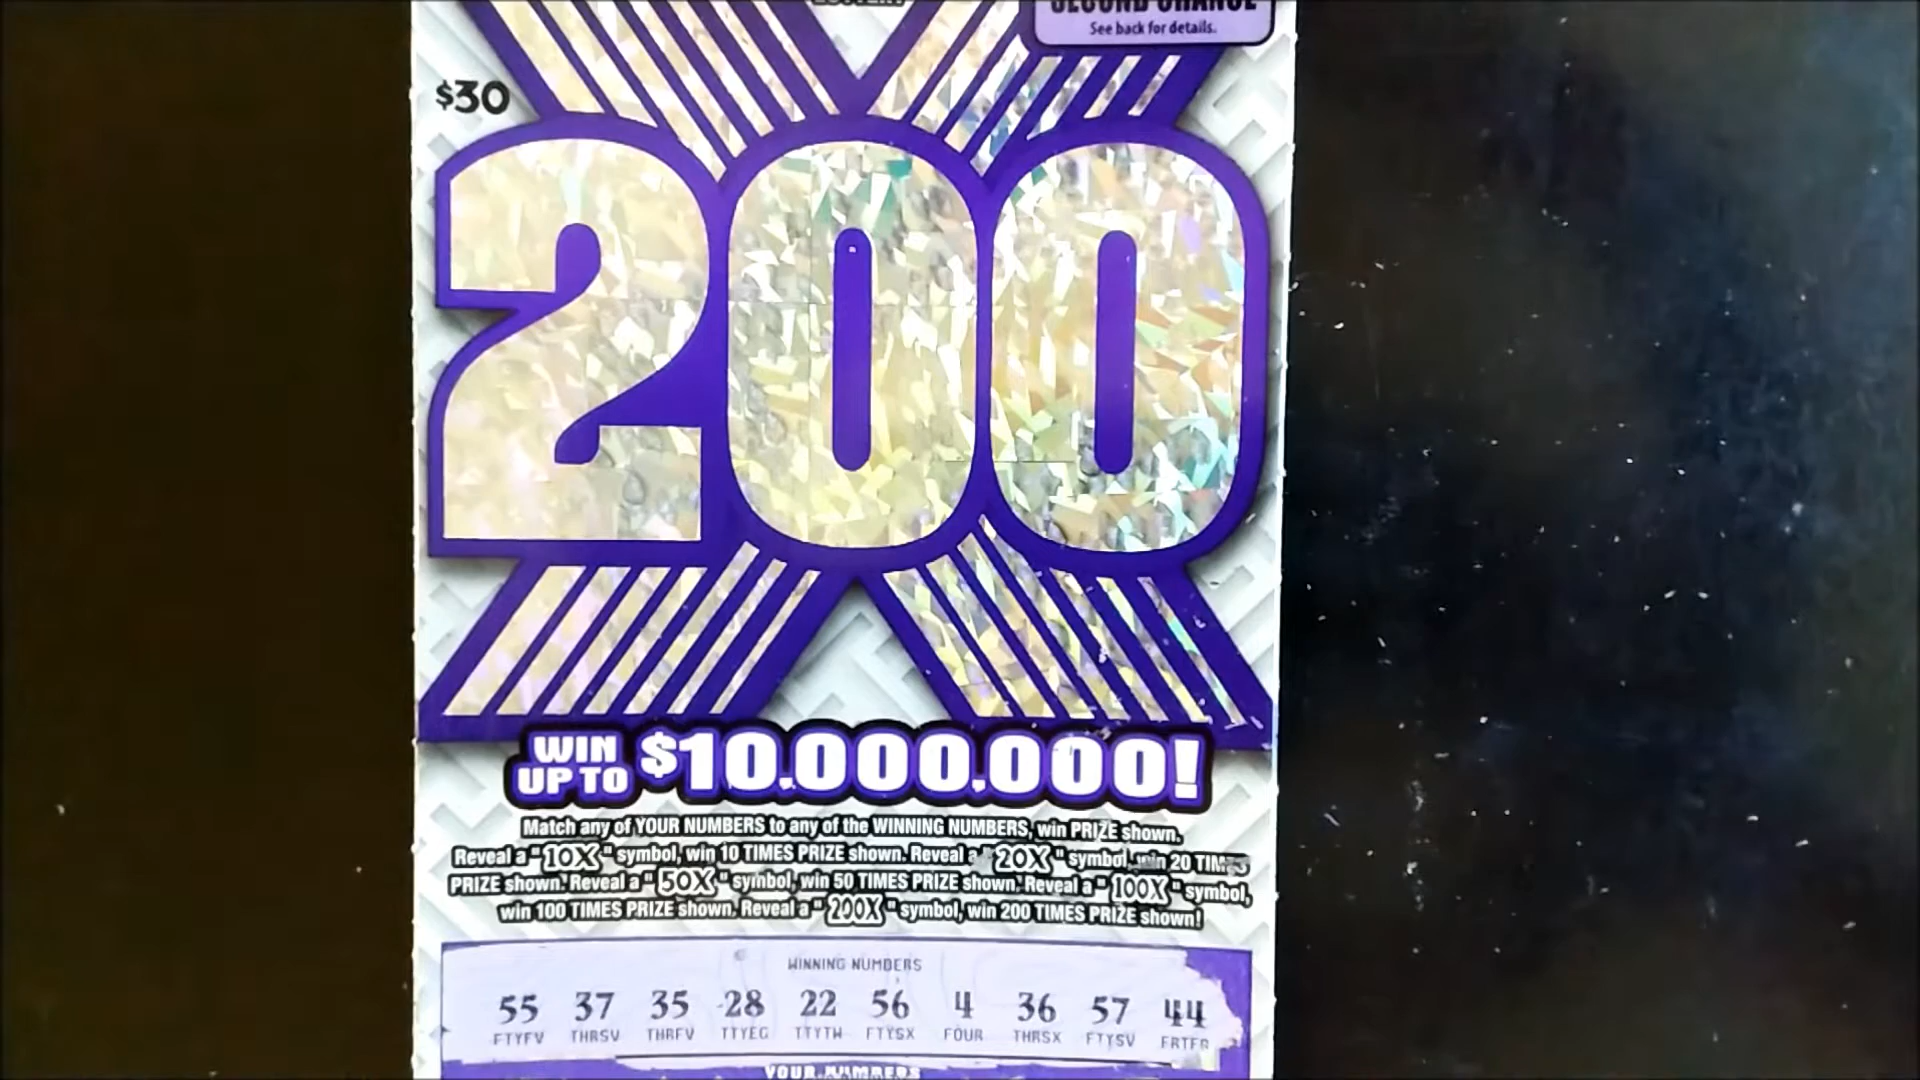 SECOND CHANCE
See back for details.
$30
200
WIN
UP TO $10,000,000!
Match any of YOUR NUMBERS to any of the WINNING NUMBERS, win PRIZE shown.
Reveal a "10X" symbol, win 10 TIMES PRIZE shown. Reveal a "20X" symbol, win 20 TIMES
PRIZE shown. Reveal a "50X" symbol, win 50 TIMES PRIZE shown. Reveal a "100X" symbol,
win 100 TIMES PRIZE shown. Reveal a "200X" symbol, win 200 TIMES PRIZE shown!
WINNING NUMBERS
55 37 35 28 22 56 4 36 57 44
FTYFV THRSV THRFV TTYEG TTYTW FTYSX FOUR THRSX FTYSV FRTFR
YOUR NUMBERS